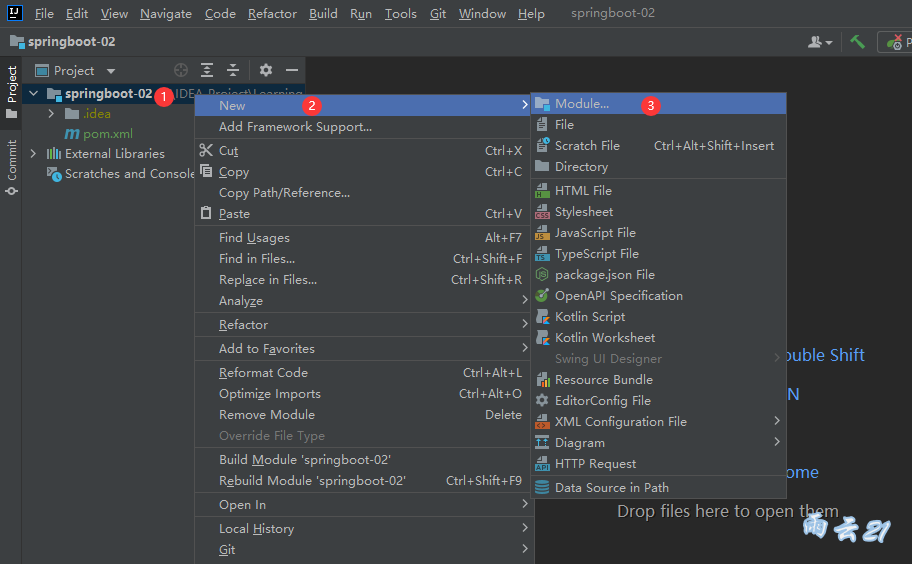 File Edit View Navigate Code Refactor Build Run Tools Git Window Help springboot-02
springboot-02
Project
Project
Commit
springboot-02
1
.idea
pom.xml
External Libraries
Scratches and Console
New
2
Add Framework Support...
Cut Ctrl+X
Copy Ctrl+C
Copy Path/Reference...
Paste Ctrl+V
Find Usages Alt+F7
Find in Files... Ctrl+Shift+F
Replace in Files... Ctrl+Shift+R
Analyze
Refactor
Add to Favorites
Reformat Code Ctrl+Alt+L
Optimize Imports Ctrl+Alt+O
Remove Module Delete
Override File Type
Build Module 'springboot-02'
Rebuild Module 'springboot-02' Ctrl+Shift+F9
Open In
Local History
Git
Module...
3
File
Scratch File Ctrl+Alt+Shift+Insert
Directory
HTML File
Stylesheet
JavaScript File
TypeScript File
package.json File
OpenAPI Specification
Kotlin Script
Kotlin Worksheet
Swing UI Designer
Resource Bundle
EditorConfig File
XML Configuration File
Diagram
HTTP Request
Data Source in Path
ouble Shift
N
ome
Drop files here to open them
雨云21